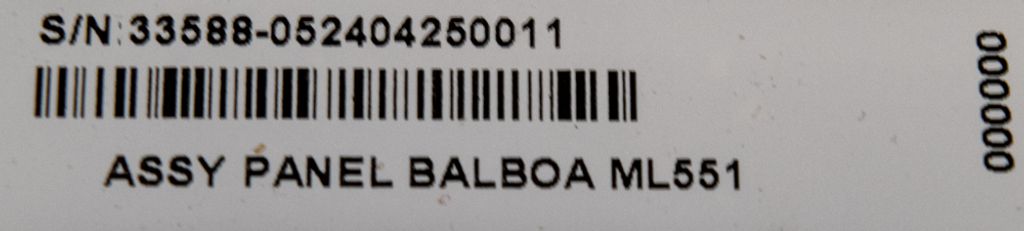 S/N:33588-052404250011
ASSY PANEL BALBOA ML551
000000